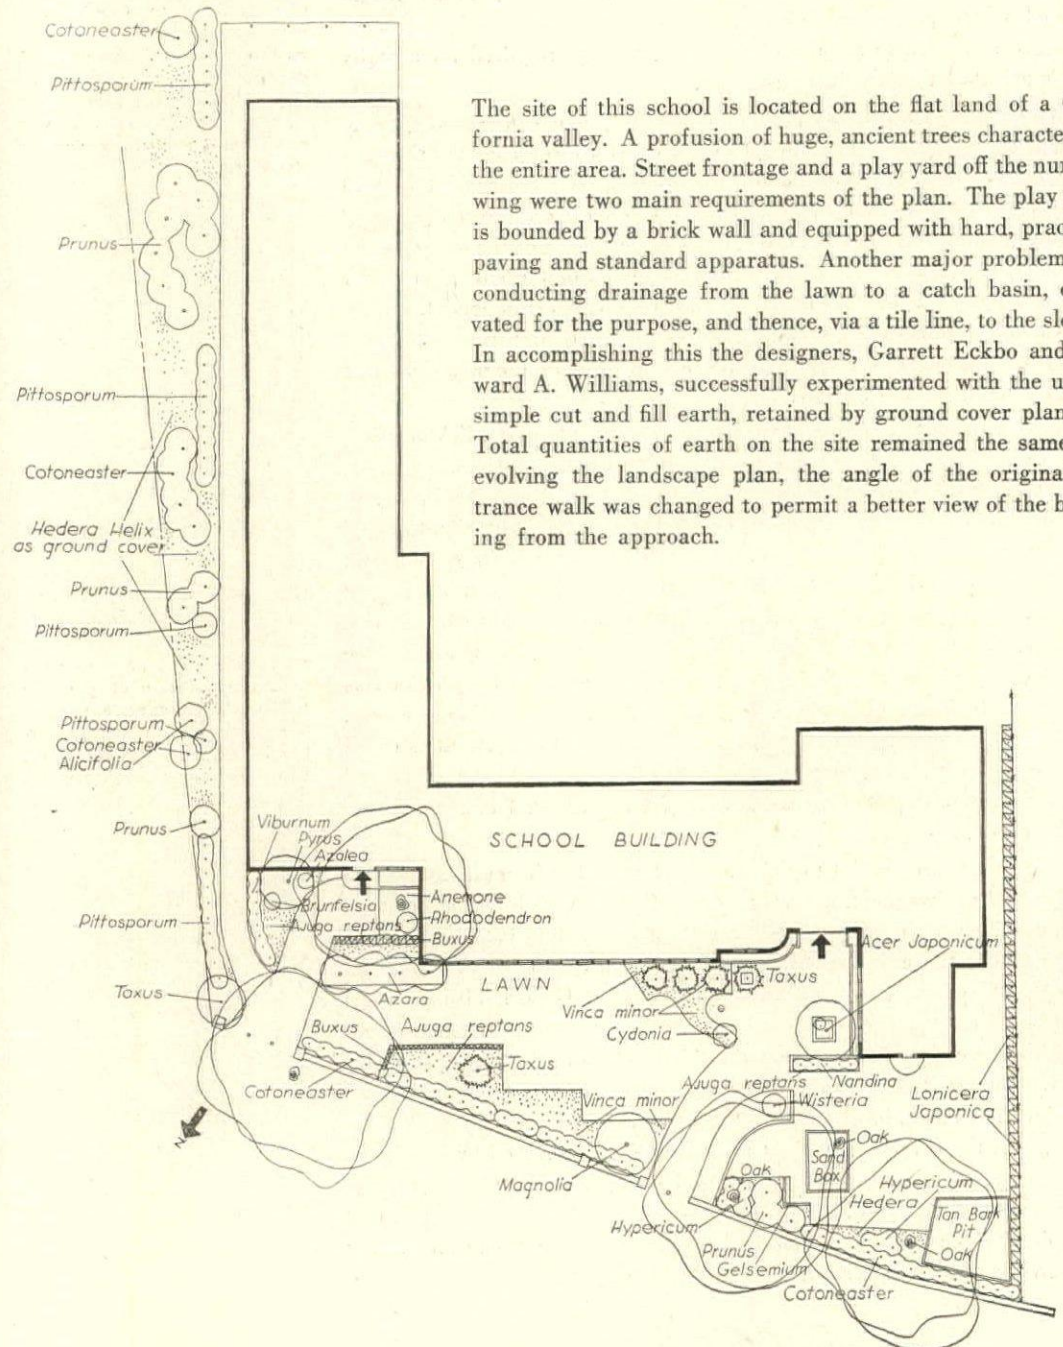 The site of this school is located on the flat land of a
fornia valley. A profusion of huge, ancient trees characte
the entire area. Street frontage and a play yard off the nu
wing were two main requirements of the plan. The play
is bounded by a brick wall and equipped with hard, prac
paving and standard apparatus. Another major problem
conducting drainage from the lawn to a catch basin,
vated for the purpose, and thence, via a tile line, to the sl
In accomplishing this the designers, Garrett Eckbo and
ward A. Williams, successfully experimented with the u
simple cut and fill earth, retained by ground cover plan
Total quantities of earth on the site remained the same
evolving the landscape plan, the angle of the origina
trance walk was changed to permit a better view of the b
ing from the approach.
Cotoneaster
Pittosporum
Prunus
Pittosporum
Cotoneaster
Hedera Helix
as ground cover
Prunus
Pittosporum
Pittosporum
Cotoneaster
Alicifolia
Prunus
Pittosporum
Toxus
Viburnum
Pyrus
Azalea
Brunfelsia
Ajuga reptans
Anemone
Rhododendron
Buxus
Azara
SCHOOL BUILDING
LAWN
Acer Japonicum
Taxus
Vinca minor
Cydonia
Buxus
Ajuga reptans
Taxus
Cotoneaster
Vinca minor
Magnolia
N
Ajuga reptans
Nandina
Wisteria
Lonicera
Japonica
Oak
Sand
Box
Oak
Hypericum
Hypericum
Hedera
Tan Bark
Pit
Oak
Prunus
Gelsemium
Cotoneaster